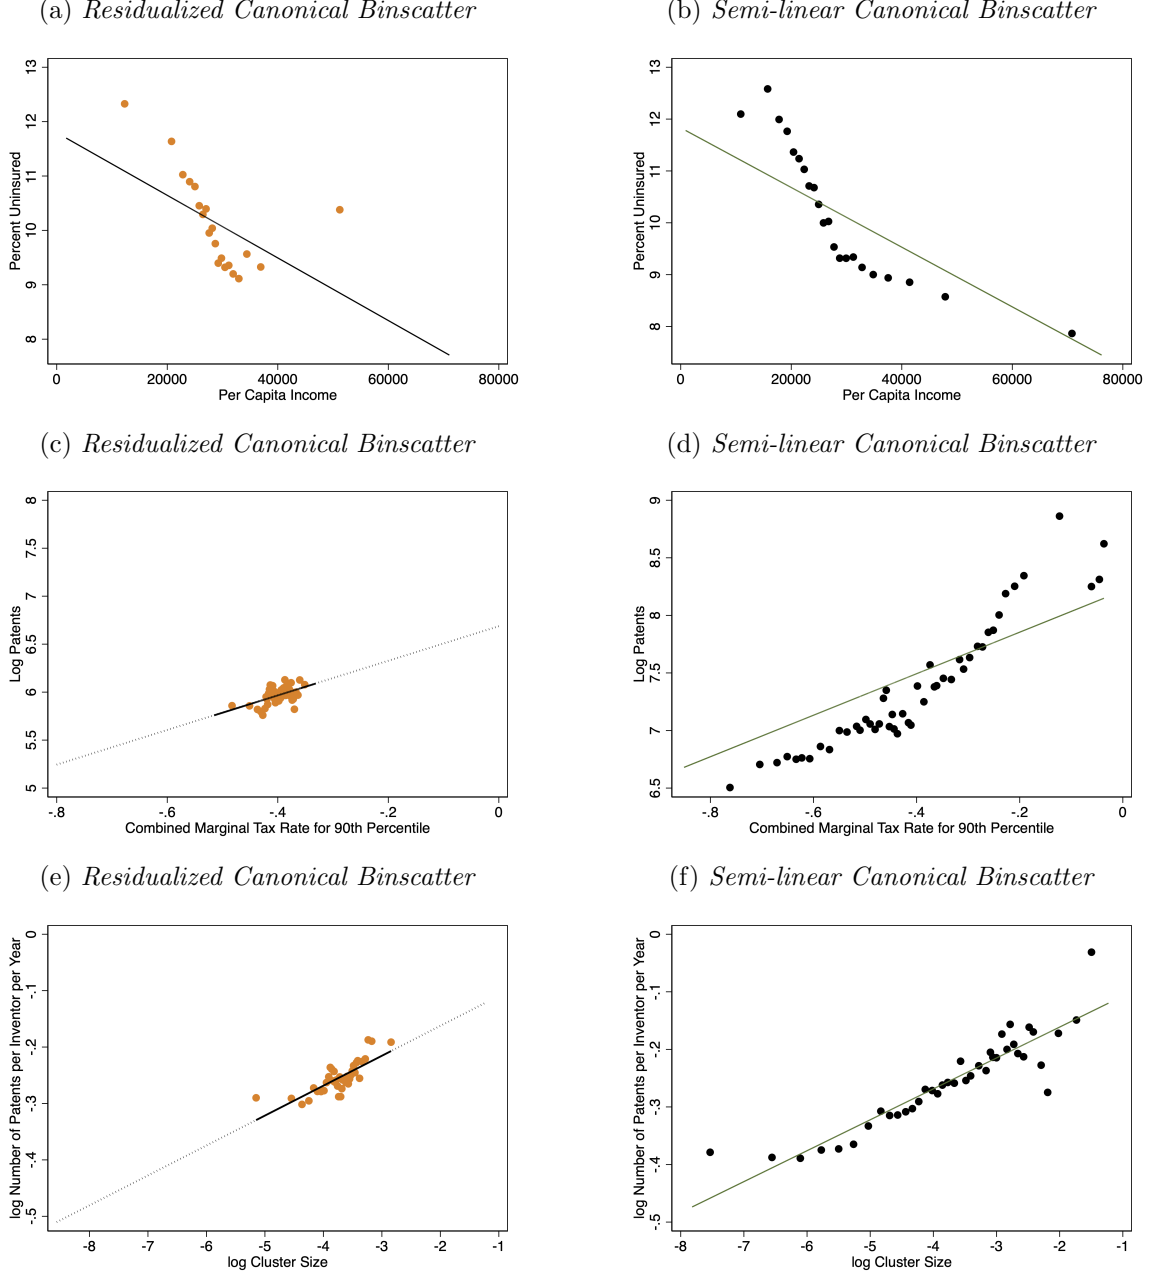 (a) Residualized Canonical Binscatter
(b) Semi-linear Canonical Binscatter
Percent Uninsured
13
12
11
10
9
8
0 20000 40000 60000 80000
Per Capita Income
Percent Uninsured
13
12
11
10
9
8
0 20000 40000 60000 80000
Per Capita Income
(c) Residualized Canonical Binscatter
(d) Semi-linear Canonical Binscatter
Log Patents
8
7.5
7
6.5
6
5.5
5
-.8 -.6 -.4 -.2 0
Combined Marginal Tax Rate for 90th Percentile
Log Patents
9
8.5
8
7.5
7
6.5
-.8 -.6 -.4 -.2 0
Combined Marginal Tax Rate for 90th Percentile
(e) Residualized Canonical Binscatter
(f) Semi-linear Canonical Binscatter
log Number of Patents per Inventor per Year
0
-.1
-.2
-.3
-.4
-.5
-8 -7 -6 -5 -4 -3 -2 -1
log Cluster Size
log Number of Patents per Inventor per Year
0
-.1
-.2
-.3
-.4
-.5
-8 -7 -6 -5 -4 -3 -2 -1
log Cluster Size